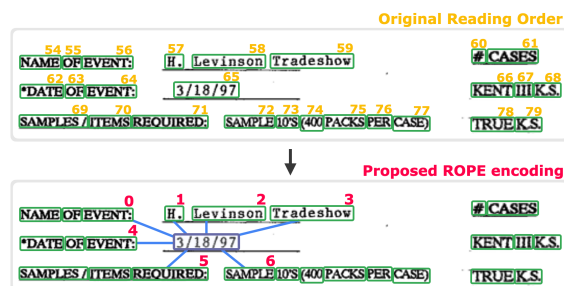 Original Reading Order
54 55 56 57 58 59 60 61
NAME OF EVENT: H. Levinson Tradeshow # CASES
62 63 64 65 66 67 68
*DATE OF EVENT: 3/18/97 KENT III K.S.
69 70 71 72 73 74 75 76 77 78 79
SAMPLES / ITEMS REQUIRED: SAMPLE 10'S (400 PACKS PER CASE) TRUE K.S.
Proposed ROPE encoding
0 1 2 3
NAME OF EVENT: H. Levinson Tradeshow # CASES
4
*DATE OF EVENT: 3/18/97 KENT III K.S.
5 6
SAMPLES / ITEMS REQUIRED: SAMPLE 10'S (400 PACKS PER CASE) TRUE K.S.